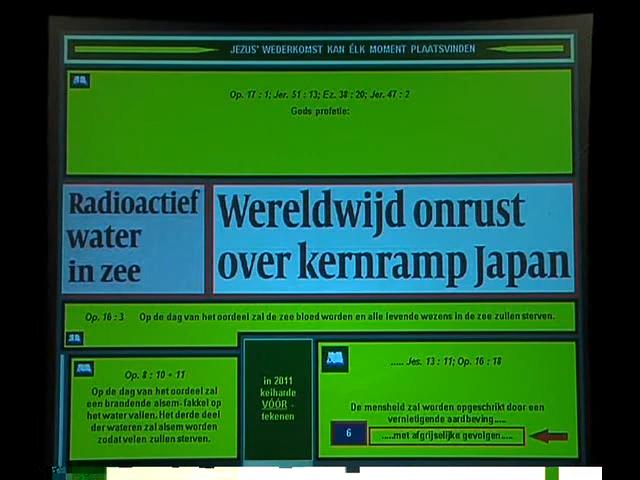 JEZUS' WEDERKOMST KAN ÉLK MOMENT PLAATSVINDEN
Op. 17 : 1; Jer. 51 : 13; Ez. 38 : 20; Jer. 47 : 2
Gods profetie:
Radioactief
water
in zee
Wereldwijd onrust
over kernramp Japan
Op. 16 : 3 Op de dag van het oordeel zal de zee bloed worden en alle levende wezens in de zee zullen sterven.
Op. 8 : 10 + 11
Op de dag van het oordeel zal
een brandende alsem-fakkel op
het water vallen. Het derde deel
der wateren zal alsem worden
zodat velen zullen sterven.
in 2011
keiharde
VÓÓR -
tekenen
..... Jes. 13 : 11; Op. 16 : 18
De mensheid zal worden opgeschrikt door een
vernietigende aardbeving.....
6
.....met afgrijselijke gevolgen.....